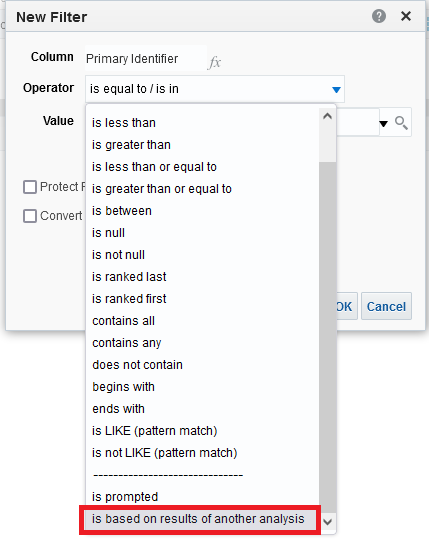 New Filter
Column Primary Identifier fx
Operator is equal to / is in
Value
is less than
is greater than
is less than or equal to
is greater than or equal to
is between
is null
is not null
is ranked last
is ranked first
contains all
contains any
does not contain
begins with
ends with
is LIKE (pattern match)
is not LIKE (pattern match)
------------------------------
is prompted
is based on results of another analysis
Protect
Convert
OK Cancel